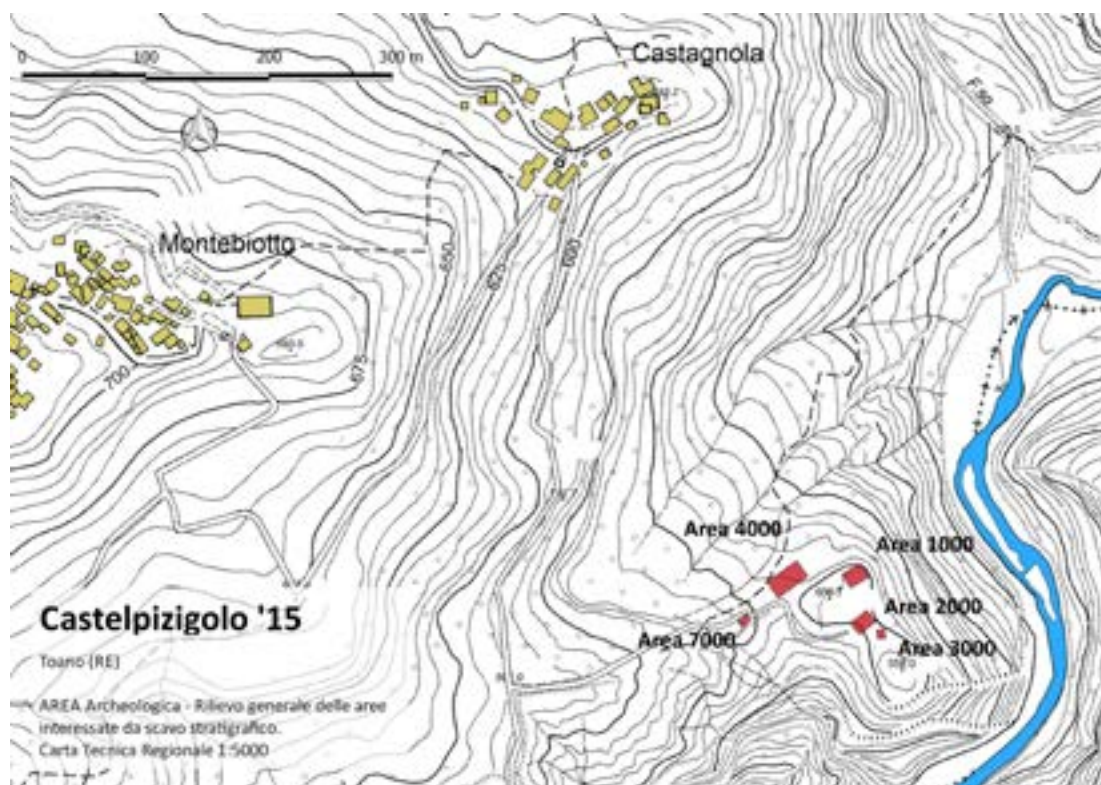 0 100 200 300 m
Castagnola
F 90
Montebiotto
650
625
600
675
700
Area 4000
Area 1000
Area 2000
Area 7000
Area 3000
Castelpizigolo '15
Toano (RE)
AREA Archeologica - Rilievo generale delle aree
interessate da scavo stratigrafico.
Carta Tecnica Regionale 1:5000